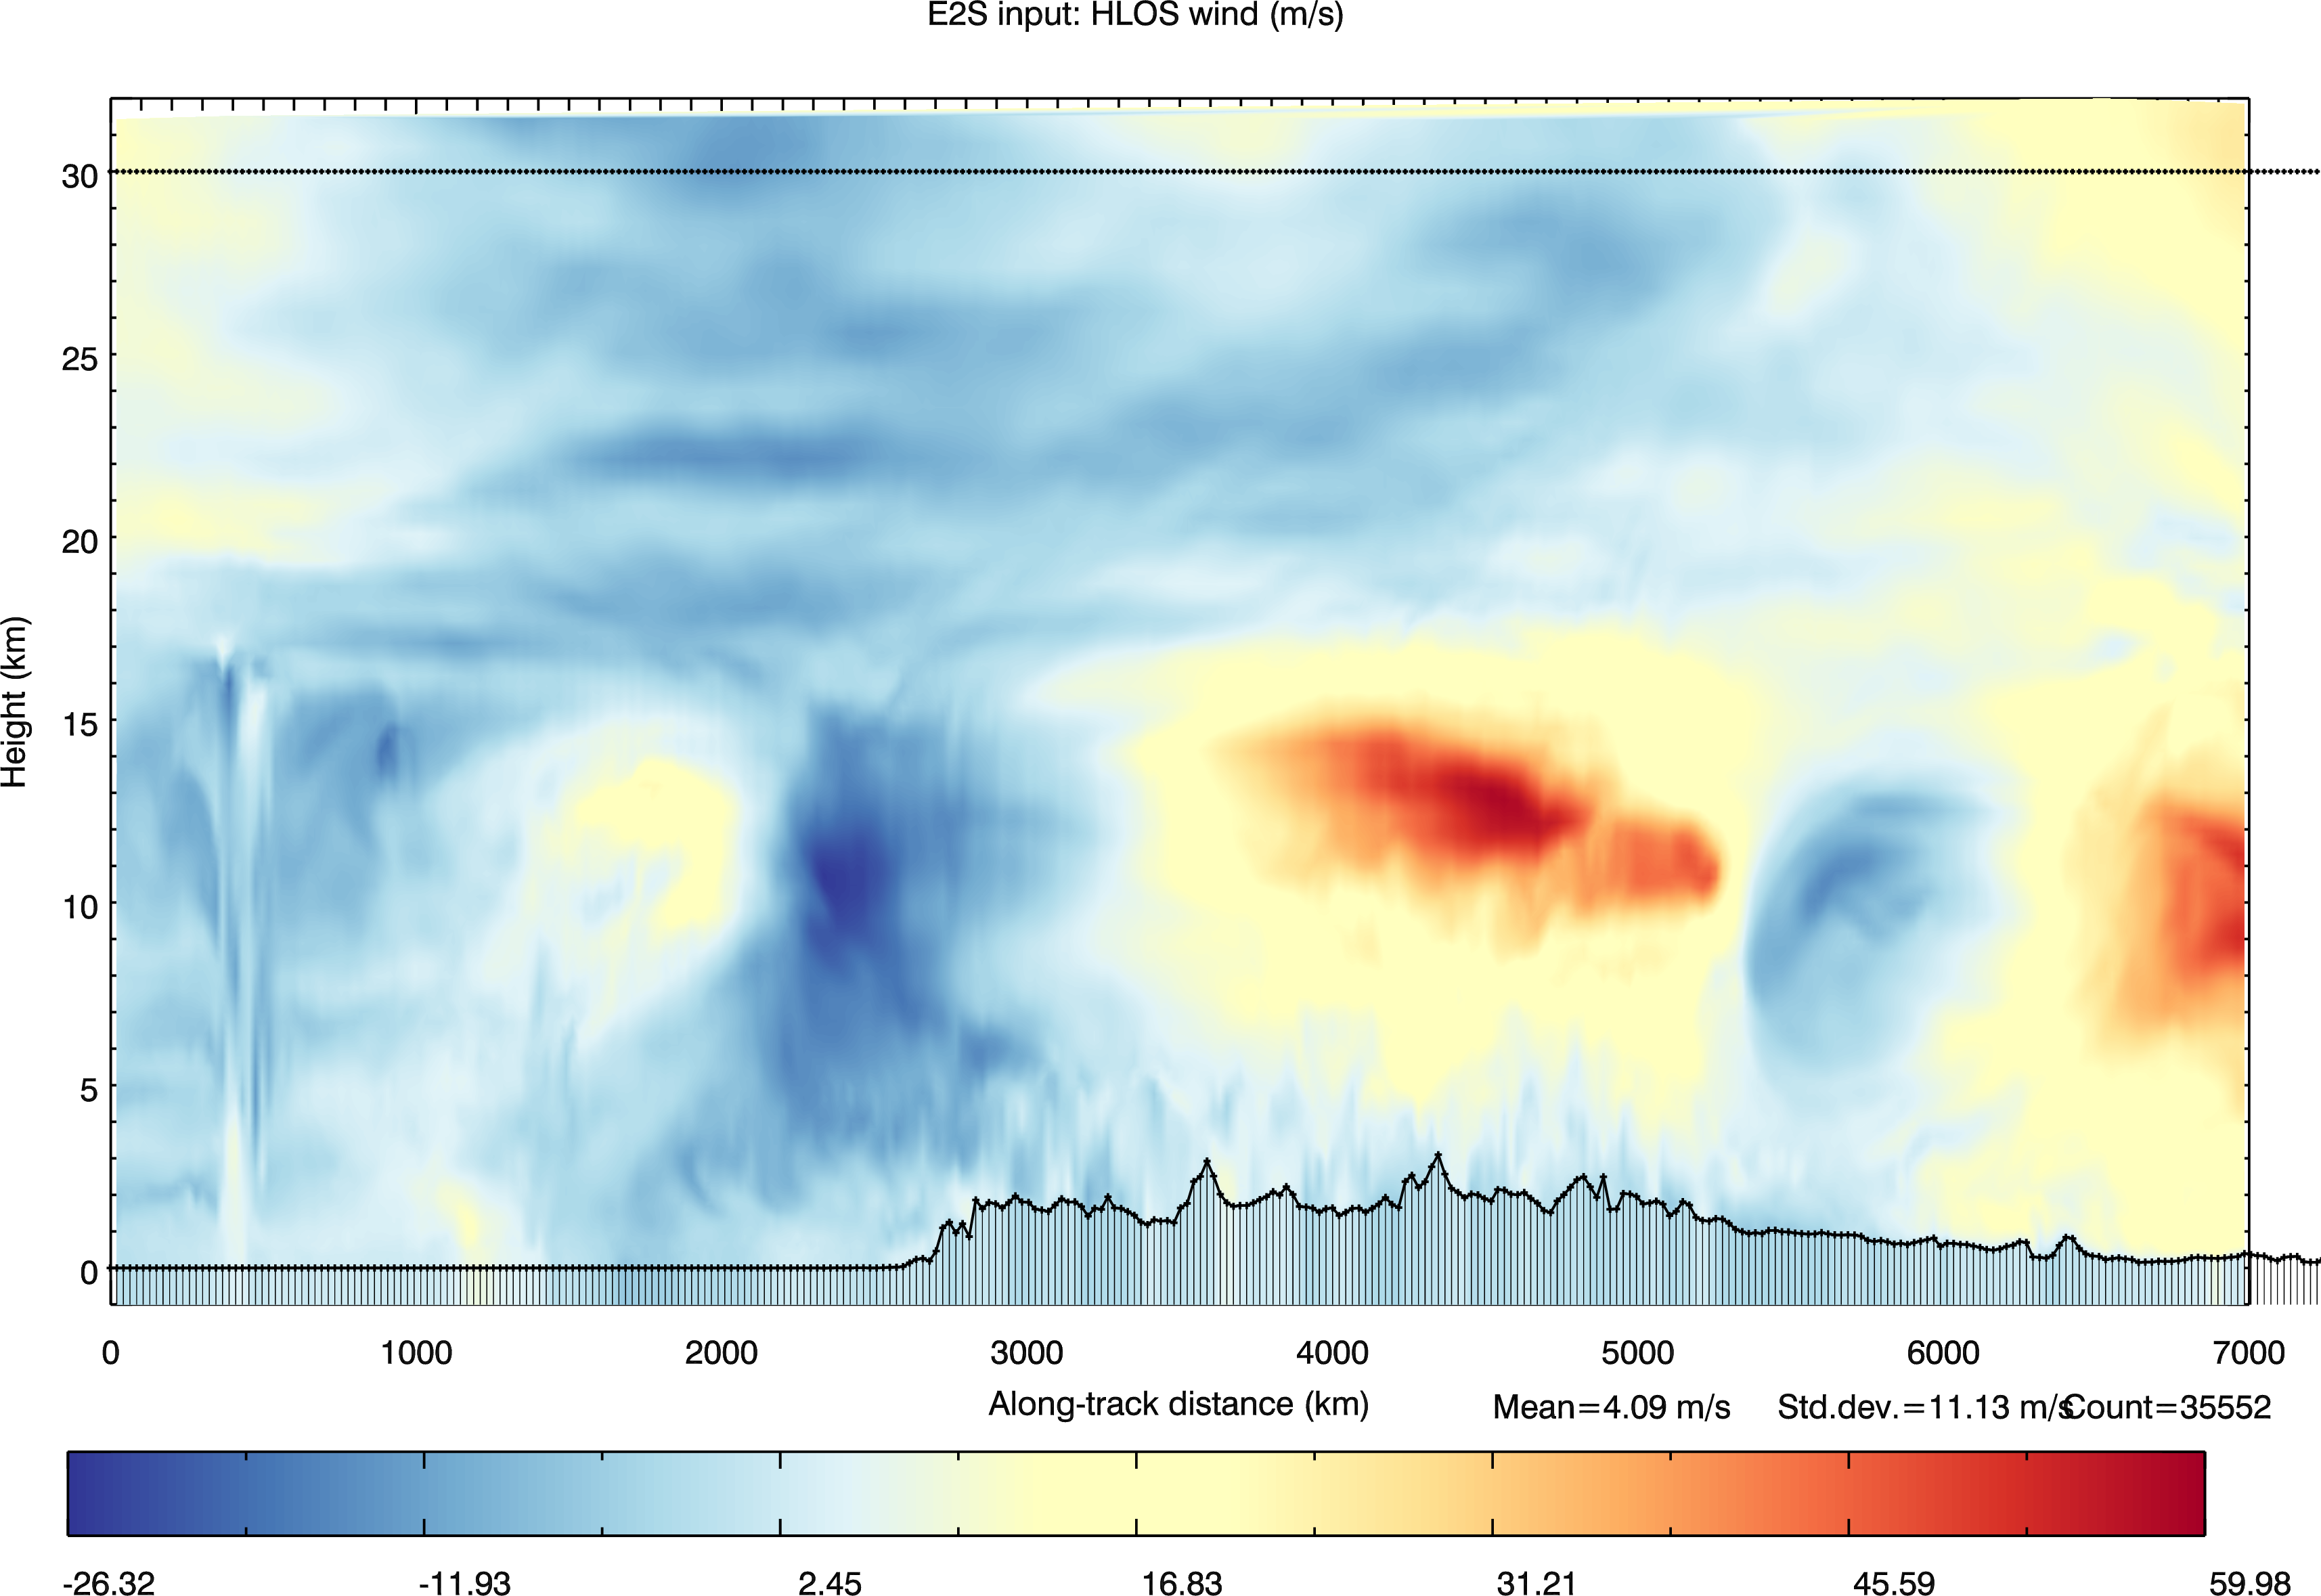 E2S input: HLOS wind (m/s)
30
25
20
15
10
5
0
Height (km)
0 1000 2000 3000 4000 5000 6000 7000
Along-track distance (km) Mean=4.09 m/s Std.dev.=11.13 m/s Count=35552
-26.32 -11.93 2.45 16.83 31.21 45.59 59.98